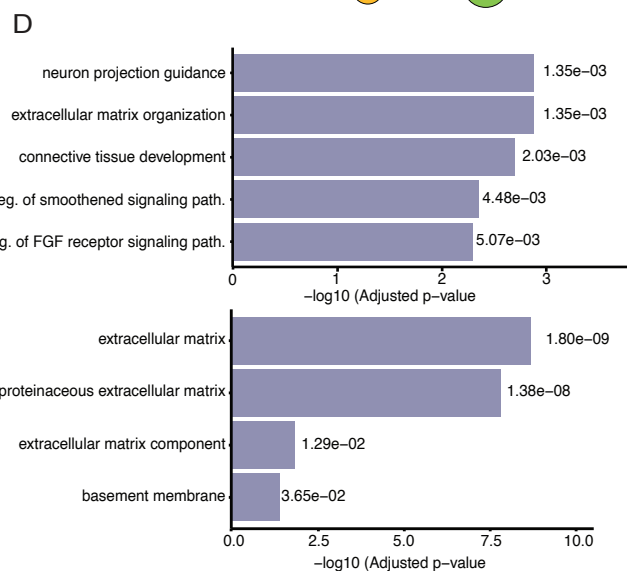 D
neuron projection guidance 1.35e−03
extracellular matrix organization 1.35e−03
connective tissue development 2.03e−03
eg. of smoothened signaling path. 4.48e−03
g. of FGF receptor signaling path. 5.07e−03
0 1 2 3
−log10 (Adjusted p−value
extracellular matrix 1.80e−09
proteinaceous extracellular matrix 1.38e−08
extracellular matrix component 1.29e−02
basement membrane 3.65e−02
0.0 2.5 5.0 7.5 10.0
−log10 (Adjusted p−value